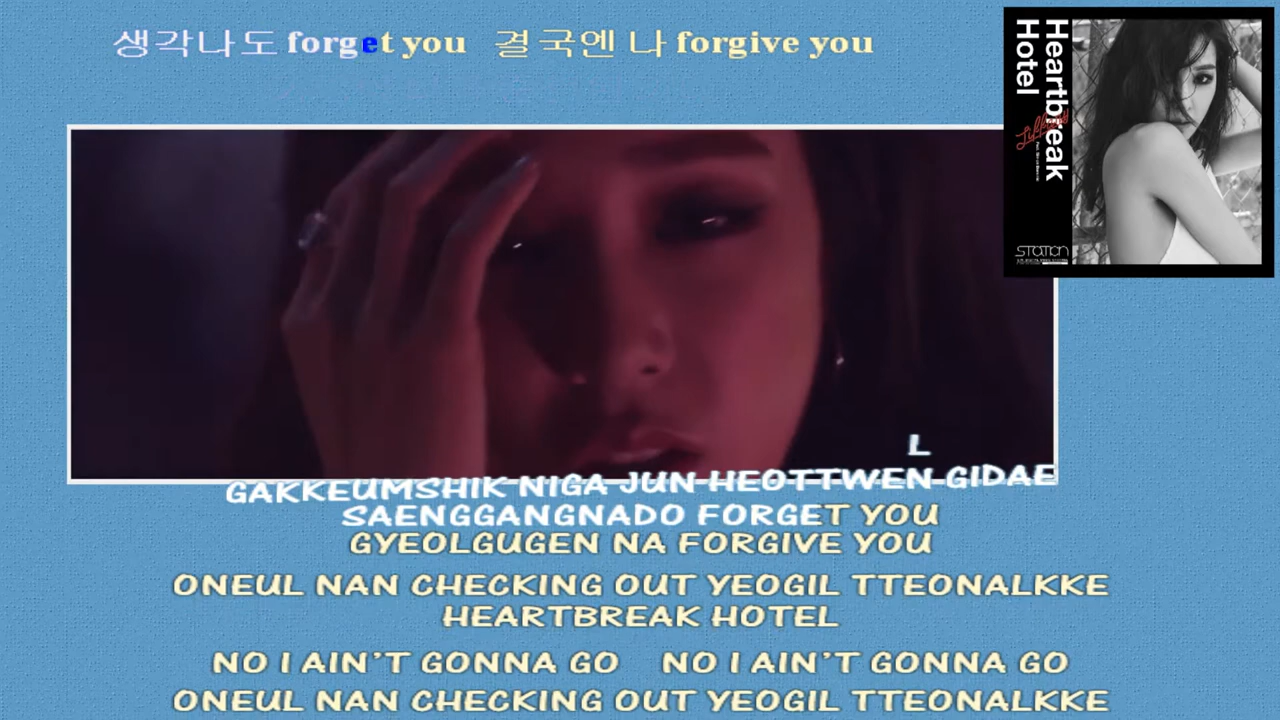 생각나도 forget you 결국엔 나 forgive you
Heartbreak
Hotel
Tiffany
STATION
L
GAKKEUMSHIK NIGA JUN HEOTTWEN GIDAE
SAENGGANGNADO FORGET YOU
GYEOLGUGEN NA FORGIVE YOU
ONEUL NAN CHECKING OUT YEOGIL TTEONALKKE
HEARTBREAK HOTEL
NO I AIN'T GONNA GO NO I AIN'T GONNA GO
ONEUL NAN CHECKING OUT YEOGIL TTEONALKKE